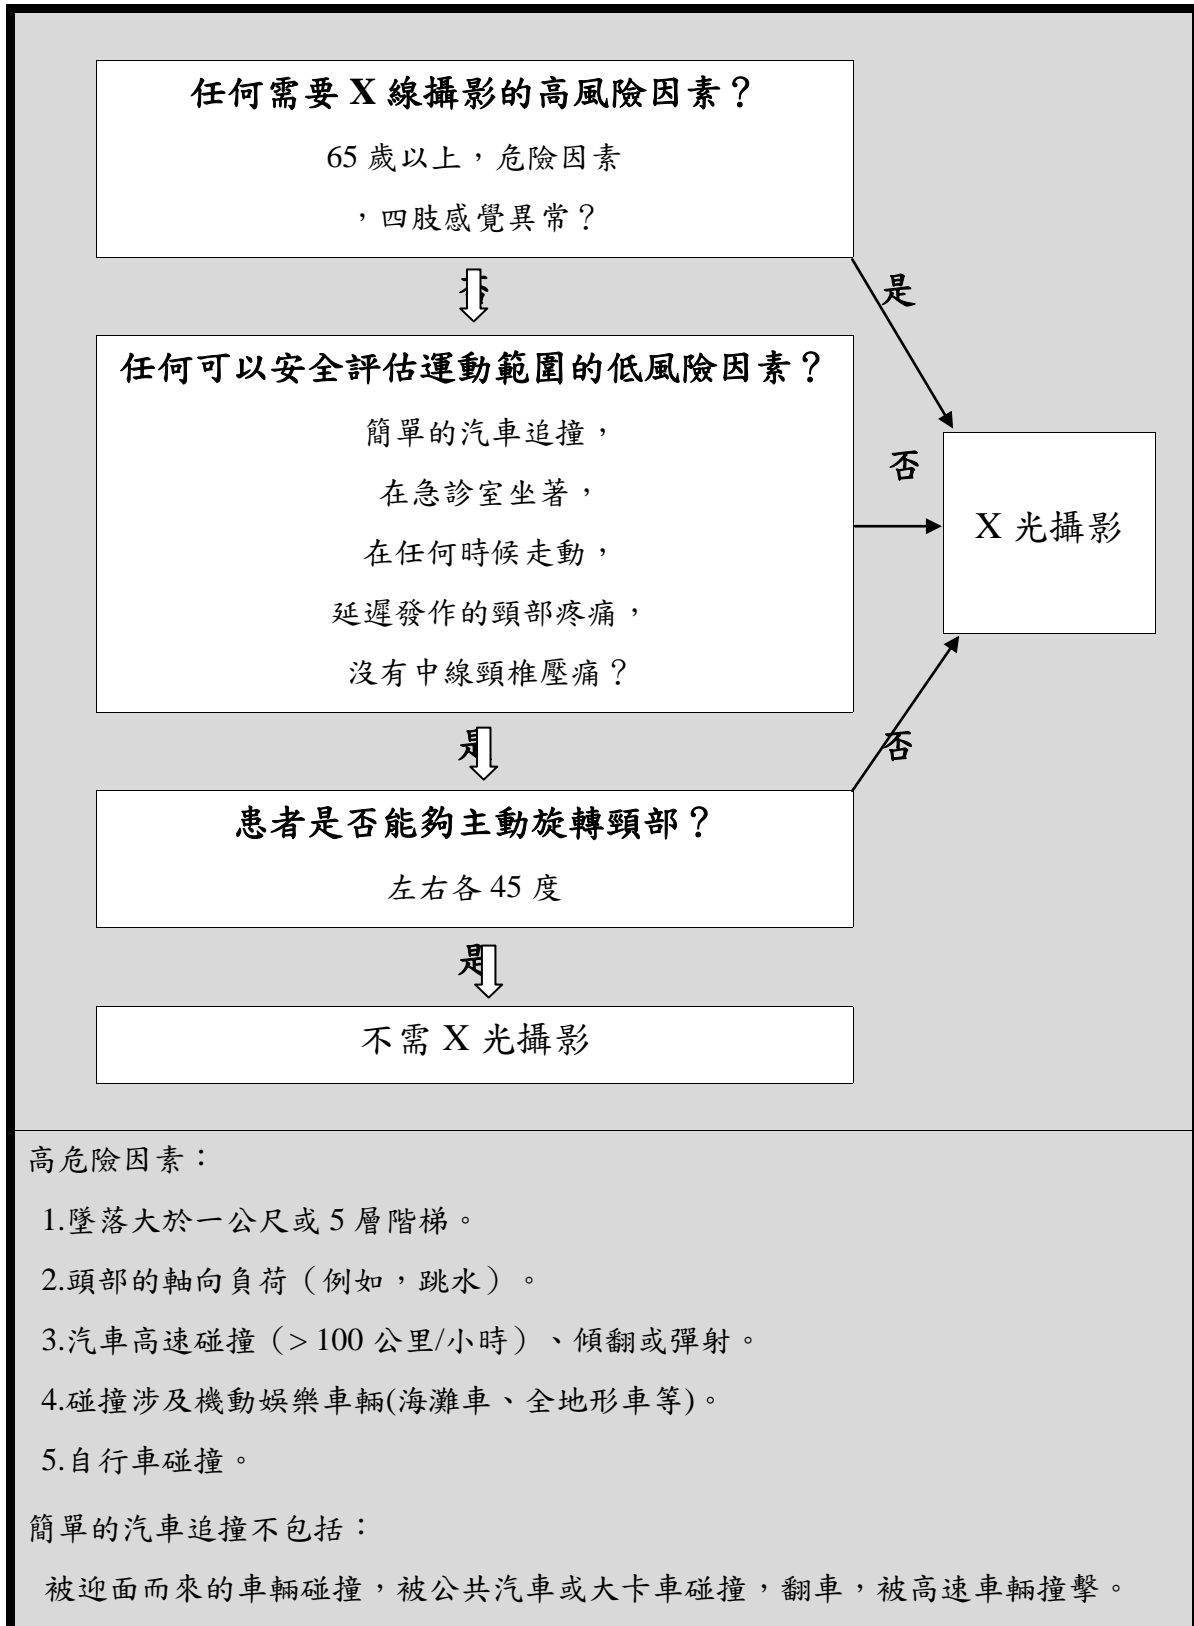 任何需要 X 線攝影的高風險因素？
65 歲以上，危險因素
，四肢感覺異常？
否
是
任何可以安全評估運動範圍的低風險因素？
簡單的汽車追撞，
在急診室坐著，
在任何時候走動，
延遲發作的頸部疼痛，
沒有中線頸椎壓痛？
否
X 光攝影
是
否
患者是否能夠主動旋轉頸部？
左右各 45 度
是
不需 X 光攝影
高危險因素：
1.墜落大於一公尺或 5 層階梯。
2.頭部的軸向負荷（例如，跳水）。
3.汽車高速碰撞（> 100 公里/小時）、傾翻或彈射。
4.碰撞涉及機動娛樂車輛(海灘車、全地形車等)。
5.自行車碰撞。
簡單的汽車追撞不包括：
被迎面而來的車輛碰撞，被公共汽車或大卡車碰撞，翻車，被高速車輛撞擊。